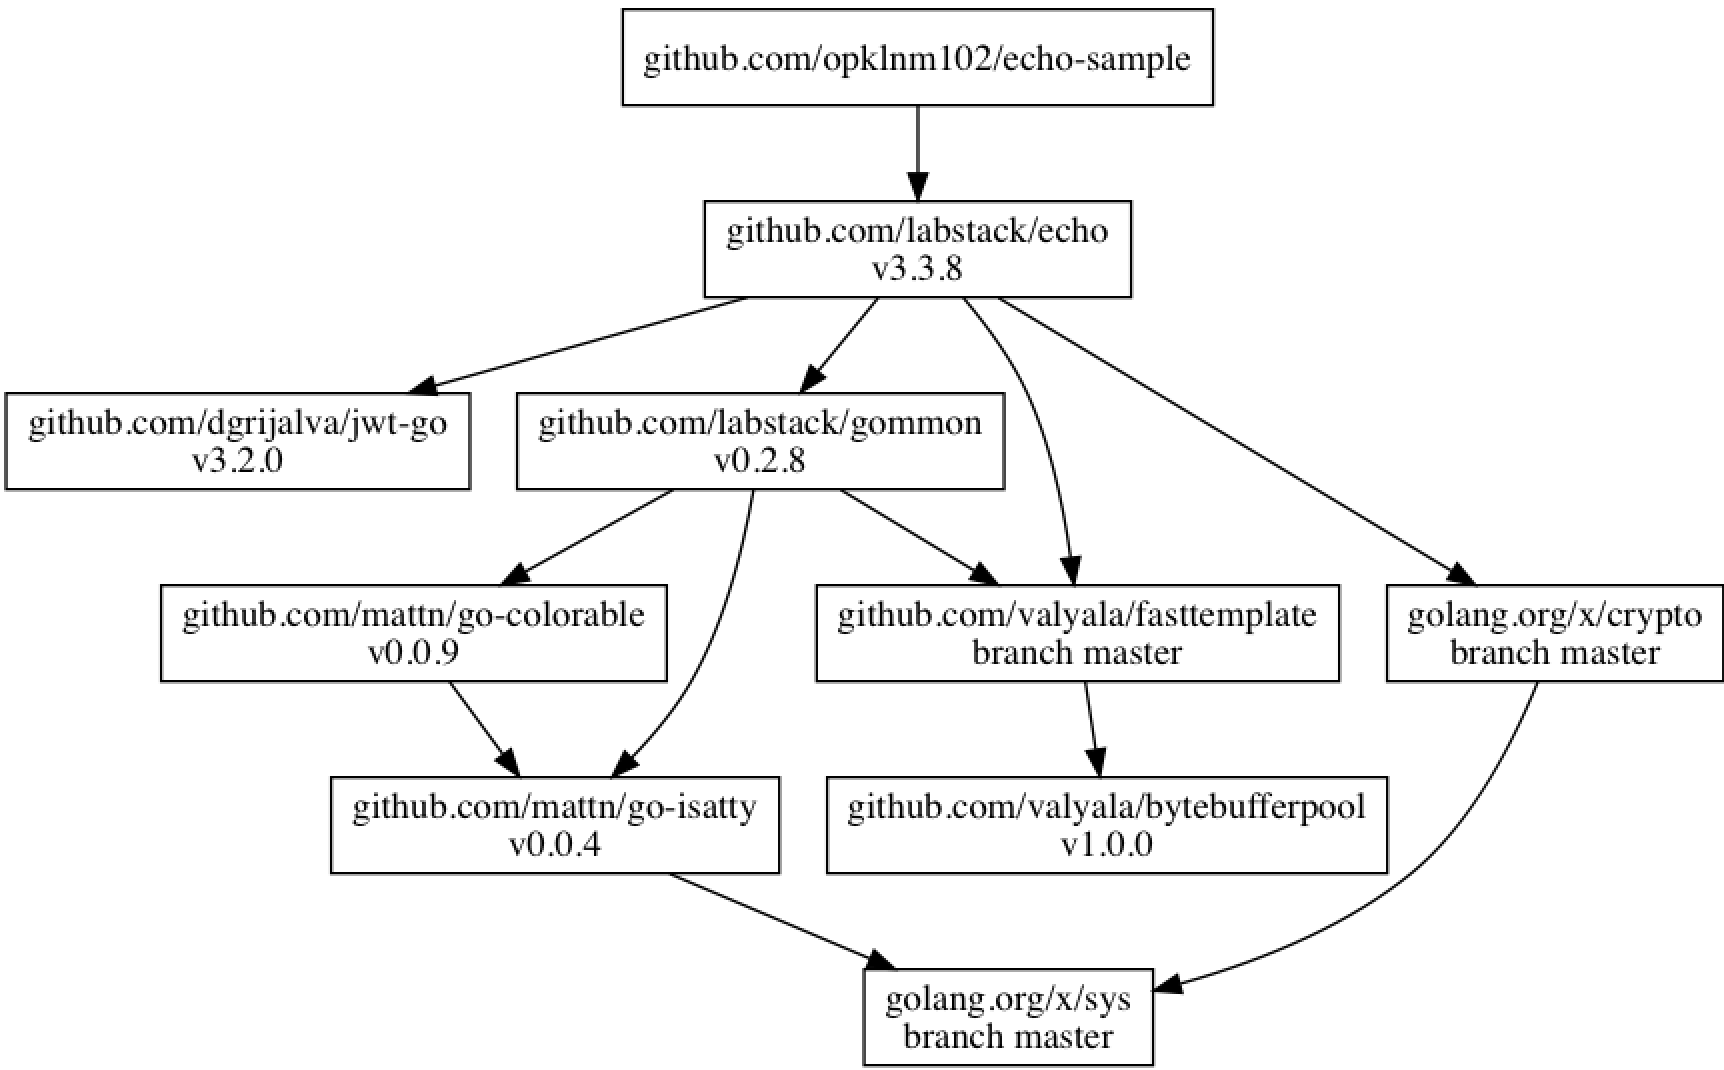 github.com/opklnm102/echo-sample
github.com/labstack/echo
v3.3.8
github.com/dgrijalva/jwt-go
v3.2.0
github.com/labstack/gommon
v0.2.8
github.com/mattn/go-colorable
v0.0.9
github.com/valyala/fasttemplate
branch master
golang.org/x/crypto
branch master
github.com/mattn/go-isatty
v0.0.4
github.com/valyala/bytebufferpool
v1.0.0
golang.org/x/sys
branch master